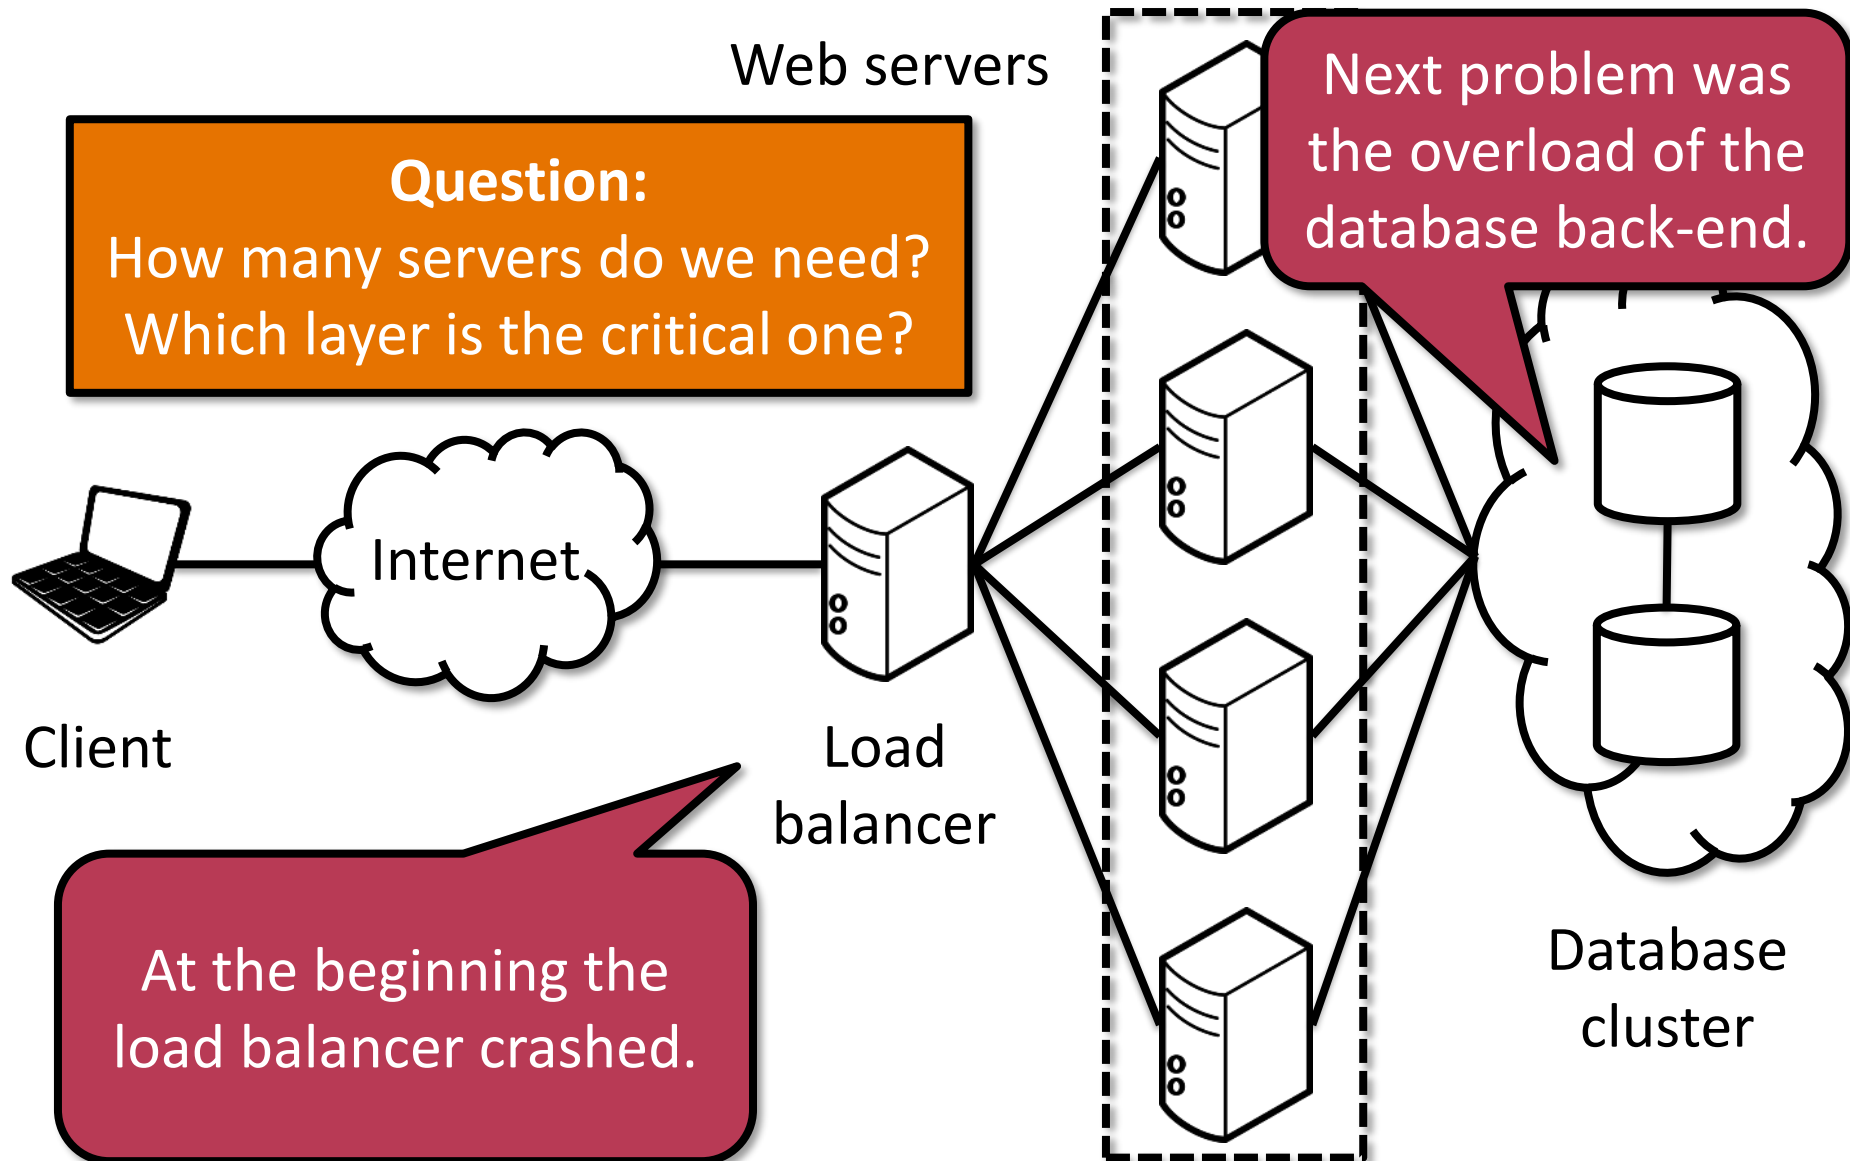 Web servers
Next problem was
the overload of the
database back-end.
Question:
How many servers do we need?
Which layer is the critical one?
Internet
Client
Load
balancer
At the beginning the
load balancer crashed.
Database
cluster